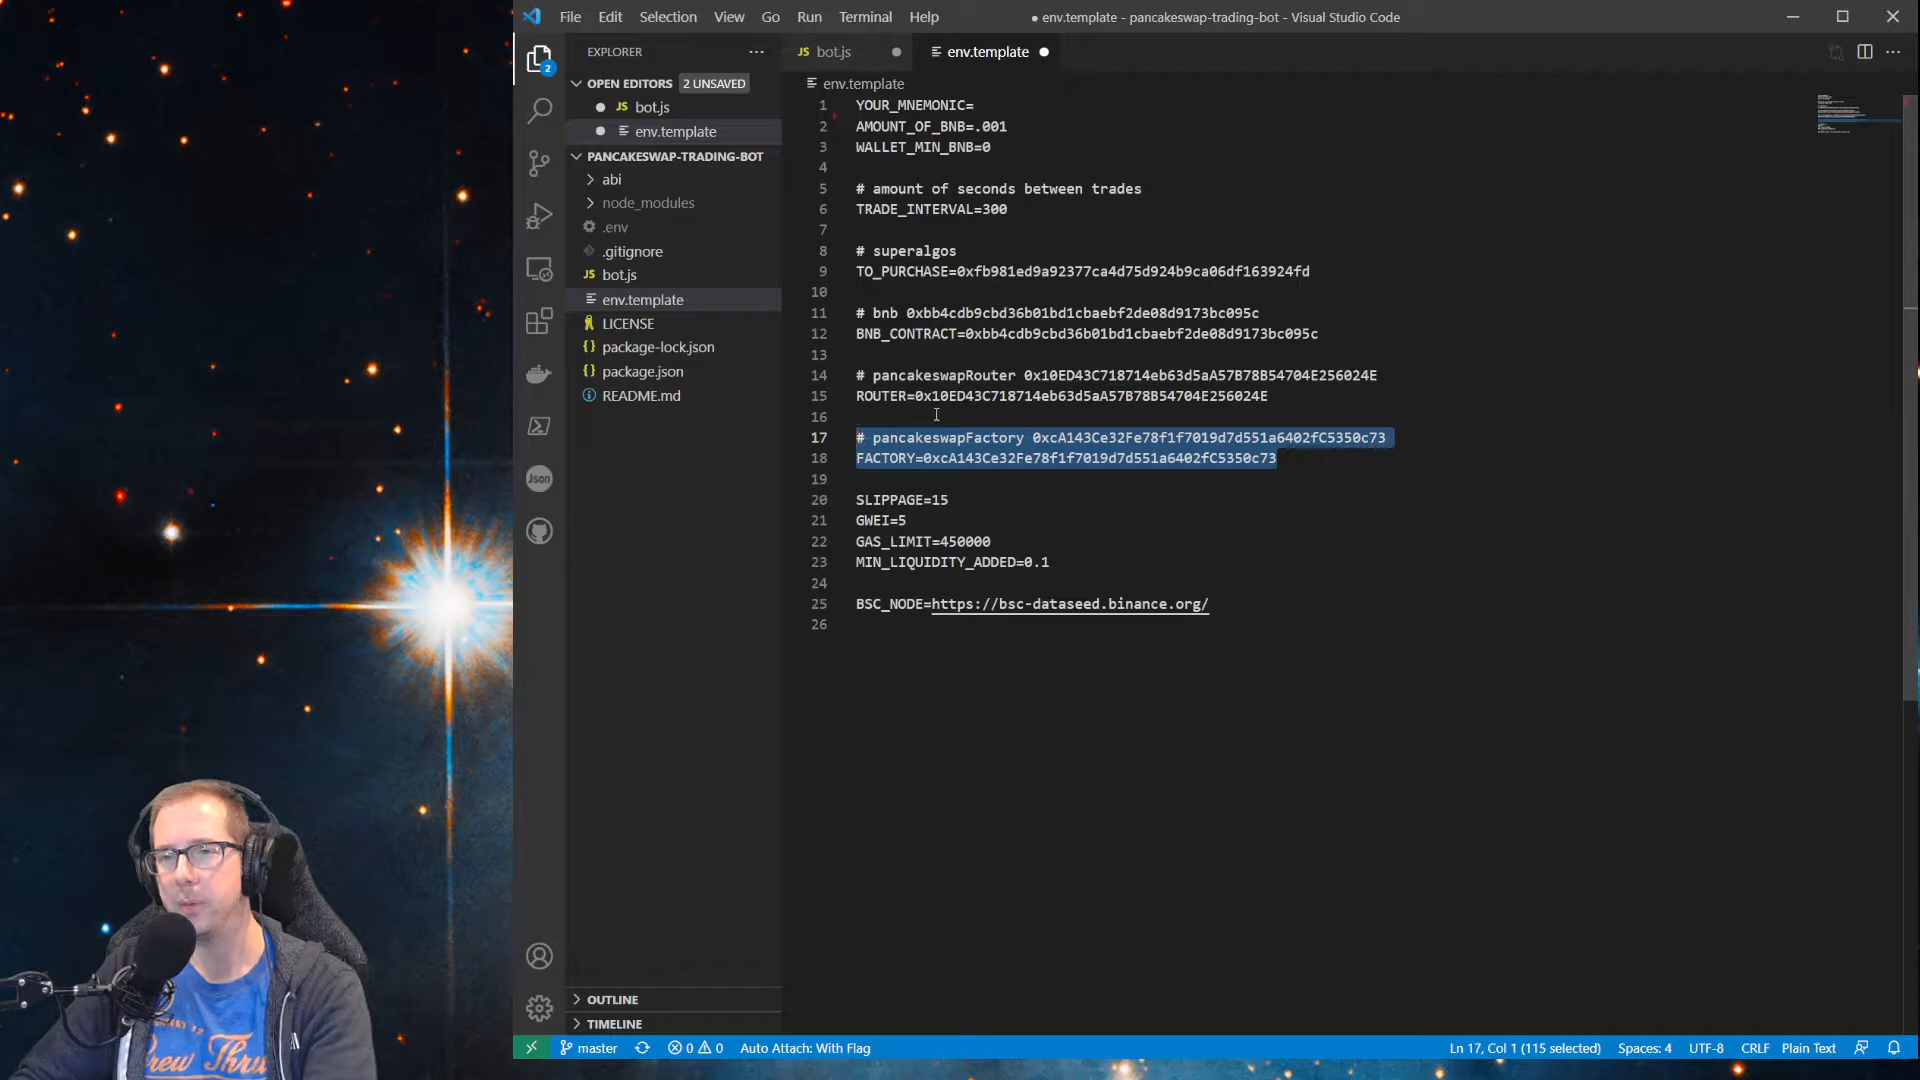 File Edit Selection View Go Run Terminal Help
● env.template - pancakeswap-trading-bot - Visual Studio Code
EXPLORER
JS bot.js
env.template
OPEN EDITORS 2 UNSAVED
JS bot.js
env.template
PANCAKESWAP-TRADING-BOT
abi
node_modules
.env
.gitignore
JS bot.js
env.template
LICENSE
{} package-lock.json
{} package.json
README.md
OUTLINE
TIMELINE
2
Json
env.template
1 YOUR_MNEMONIC=
2 AMOUNT_OF_BNB=.001
3 WALLET_MIN_BNB=0
4
5 # amount of seconds between trades
6 TRADE_INTERVAL=300
7
8 # superalgos
9 TO_PURCHASE=0xfb981ed9a92377ca4d75d924b9ca06df163924fd
10
11 # bnb 0xbb4cdb9cbd36b01bd1cbaebf2de08d9173bc095c
12 BNB_CONTRACT=0xbb4cdb9cbd36b01bd1cbaebf2de08d9173bc095c
13
14 # pancakeswapRouter 0x10ED43C718714eb63d5aA57B78B54704E256024E
15 ROUTER=0x10ED43C718714eb63d5aA57B78B54704E256024E
16
17 # pancakeswapFactory 0xcA143Ce32Fe78f1f7019d7d551a6402fC5350c73
18 FACTORY=0xcA143Ce32Fe78f1f7019d7d551a6402fC5350c73
19
20 SLIPPAGE=15
21 GWEI=5
22 GAS_LIMIT=450000
23 MIN_LIQUIDITY_ADDED=0.1
24
25 BSC_NODE=https://bsc-dataseed.binance.org/
26
master 0 0 Auto Attach: With Flag
Ln 17, Col 1 (115 selected) Spaces: 4 UTF-8 CRLF Plain Text